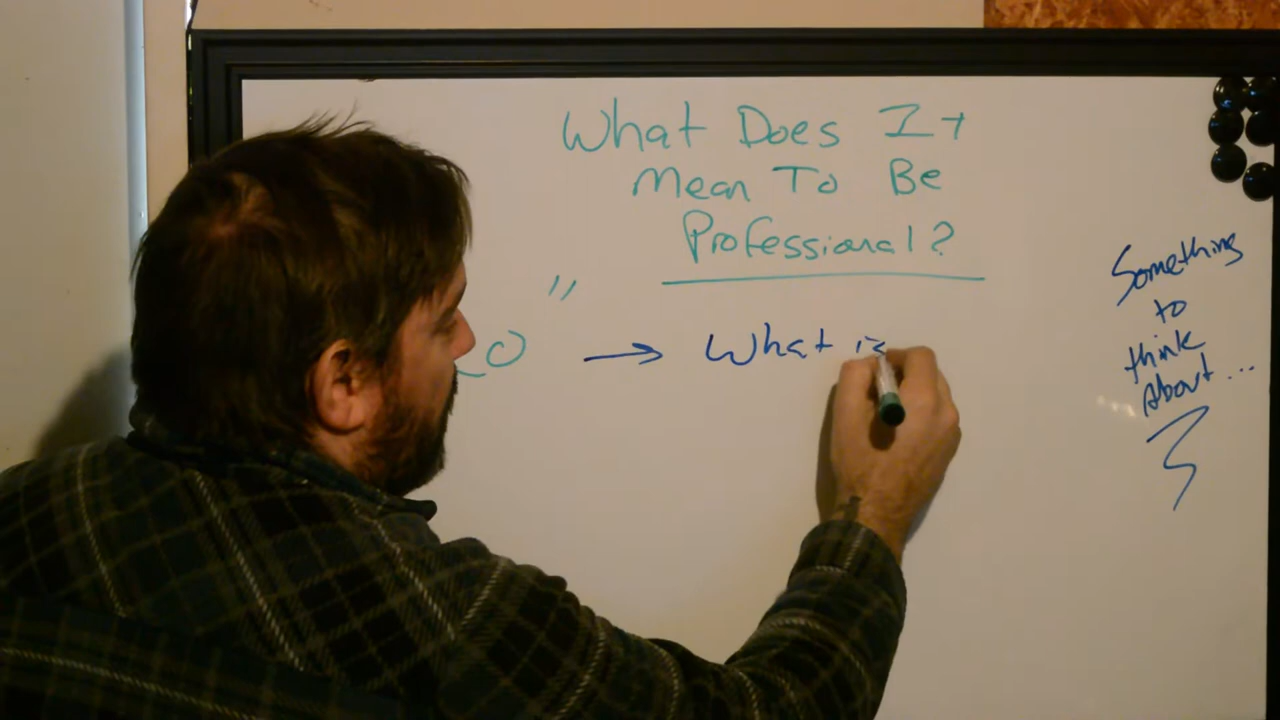 What Does It
Mean To Be
Professional?
"
O → What is
Something
to
think
About...